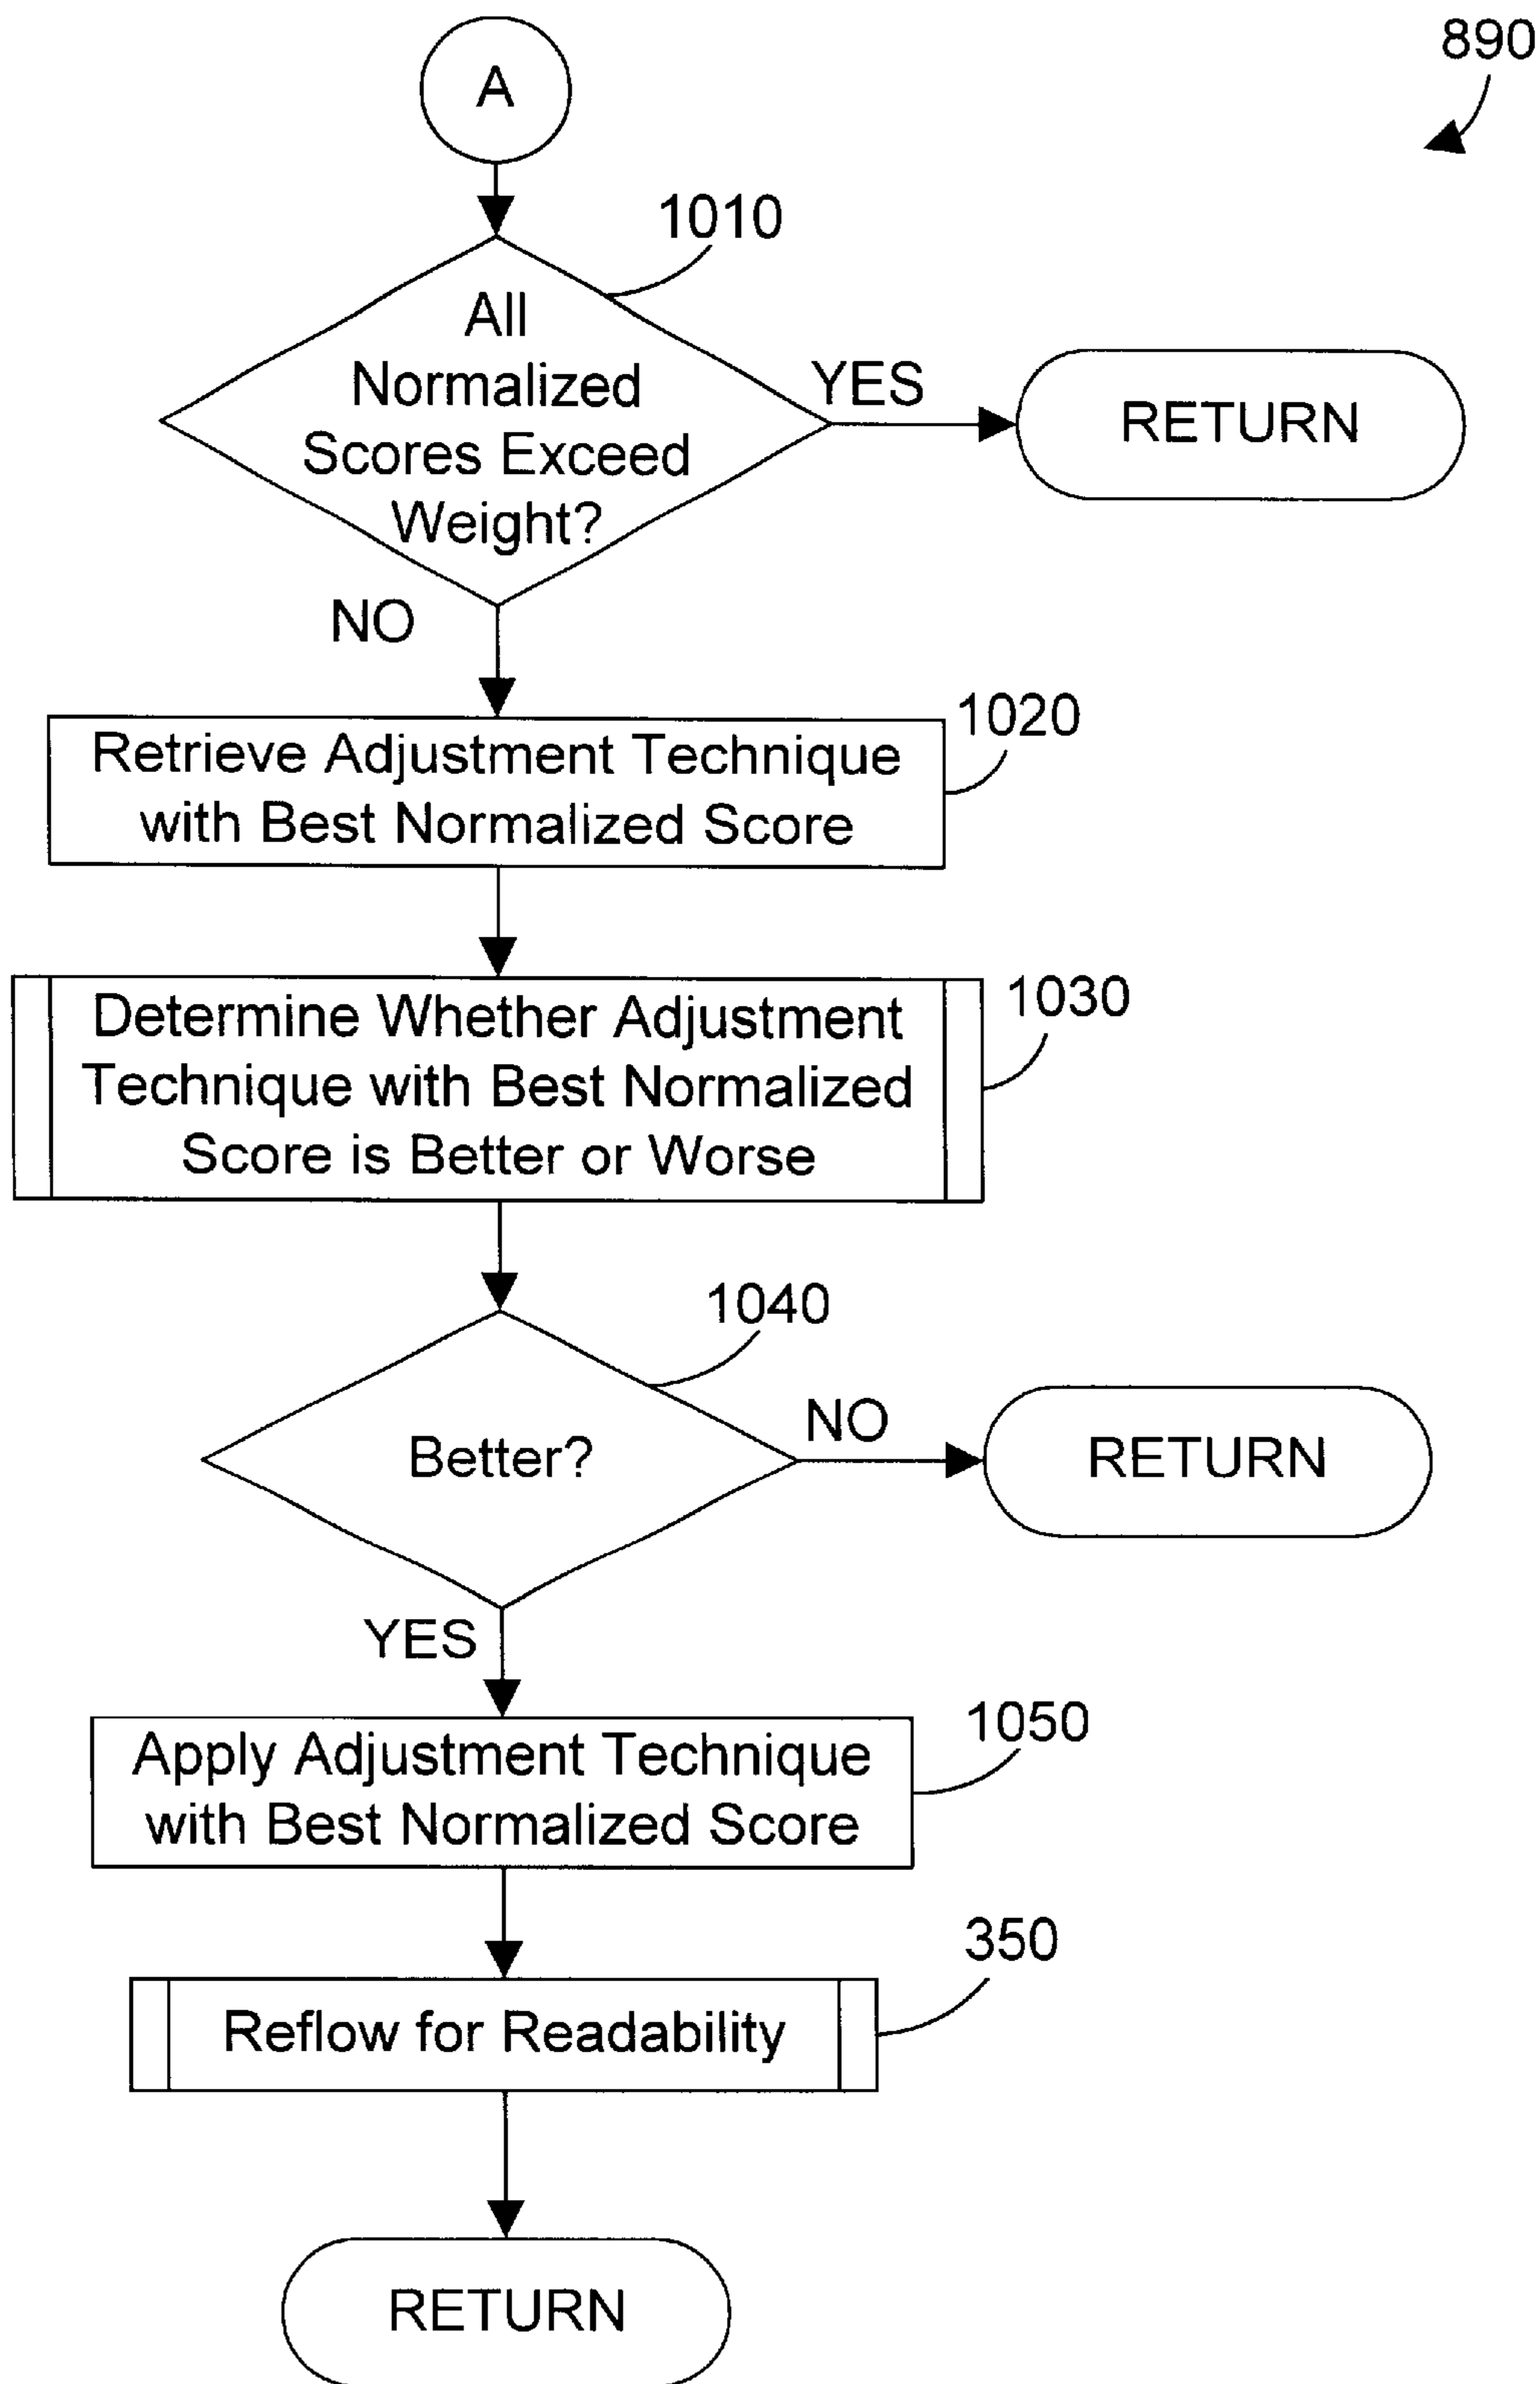 890
A
1010
All
Normalized
Scores Exceed
Weight?
YES
RETURN
NO
1020
Retrieve Adjustment Technique
with Best Normalized Score
1030
Determine Whether Adjustment
Technique with Best Normalized
Score is Better or Worse
1040
Better?
NO
RETURN
YES
1050
Apply Adjustment Technique
with Best Normalized Score
350
Reflow for Readability
RETURN